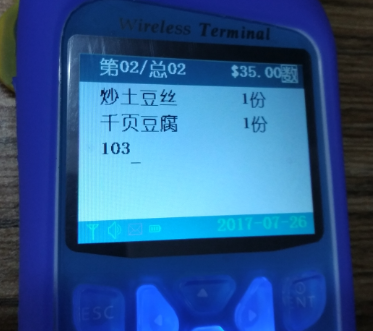 Wireless Terminal
第02/总02 $35.00数
炒土豆丝 1份
千页豆腐 1份
103_
2017-07-26
ESC